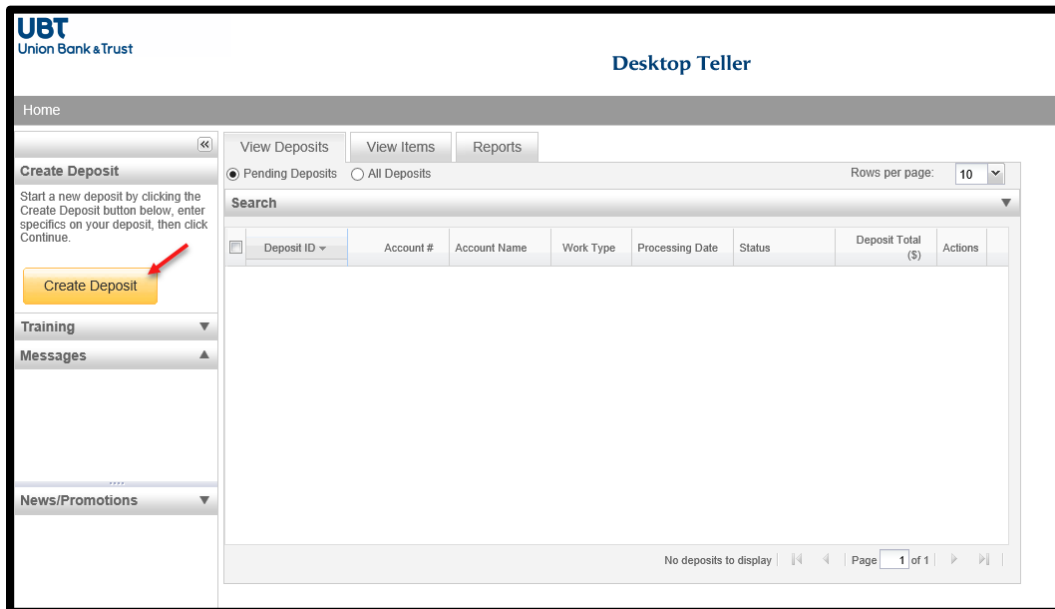 UBT
Union Bank & Trust
Desktop Teller
Home
View Deposits View Items Reports
Create Deposit
Pending Deposits All Deposits Rows per page: 10
Start a new deposit by clicking the
Create Deposit button below, enter
specifics on your deposit, then click
Continue.
Search
Deposit ID Account # Account Name Work Type Processing Date Status Deposit Total
($) Actions
Create Deposit
Training
Messages
News/Promotions
No deposits to display Page 1 of 1